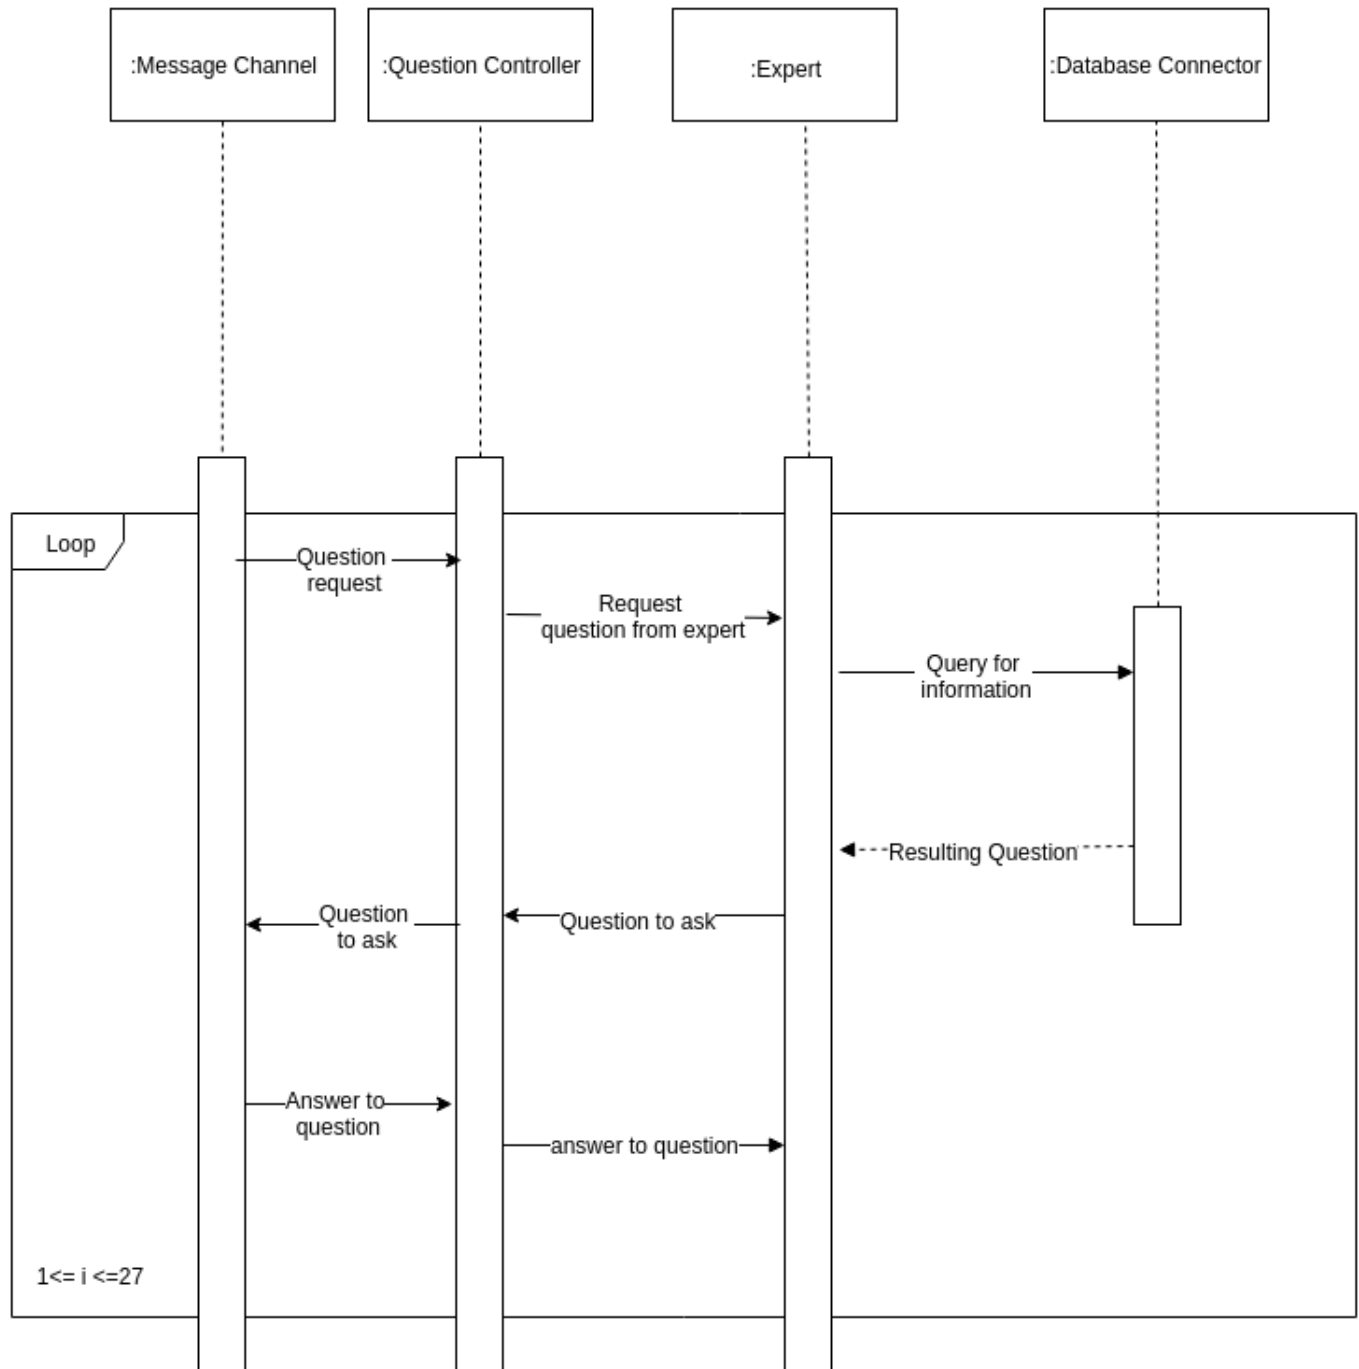 :Message Channel
:Question Controller
:Expert
:Database Connector
Loop
Question
request
Request
question from expert
Query for
information
Resulting Question
Question to ask
Question
to ask
Answer to
question
answer to question
1<= i <=27